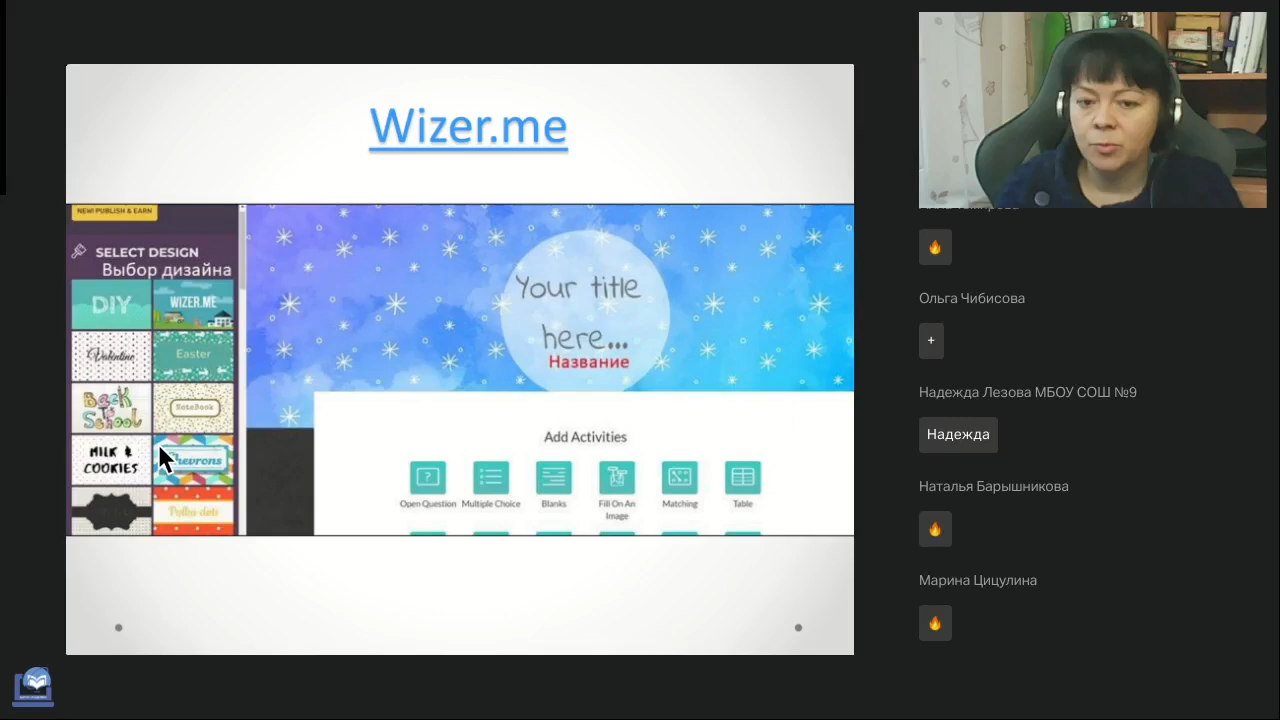 Wizer.me
NEW! PUBLISH & EARN
SELECT DESIGN
Выбор дизайна
DIY
WIZER.ME
Valentine
Easter
Back
To
School
NoteBook
MILK &
COOKIES
Chevrons
Polka dots
Your title
here...
Название
Add Activities
Open Question
Multiple Choice
Blanks
Fill On An
Image
Matching
Table
Ольга Чибисова
+
Надежда Лезова МБОУ СОШ №9
Надежда
Наталья Барышникова
Марина Цицулина